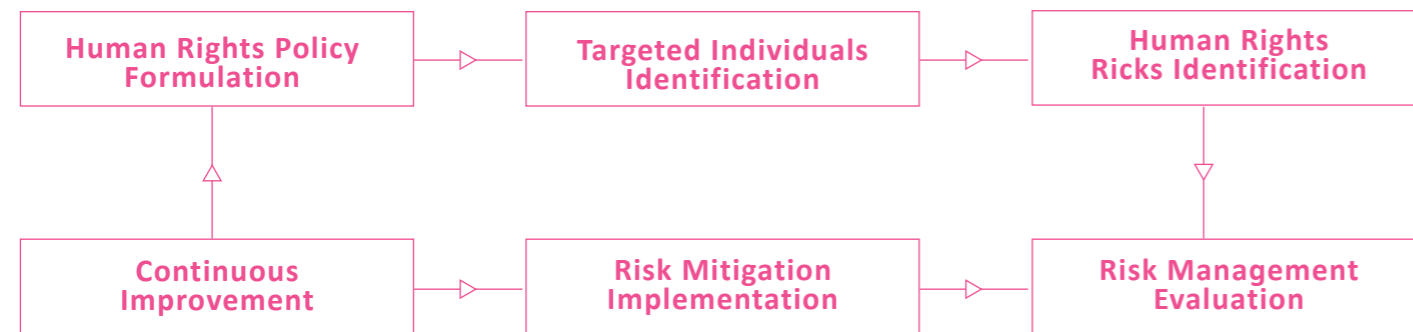 Human Rights Policy
Formulation
Targeted Individuals
Identification
Human Rights
Ricks Identification
Continuous
Improvement
Risk Mitigation
Implementation
Risk Management
Evaluation